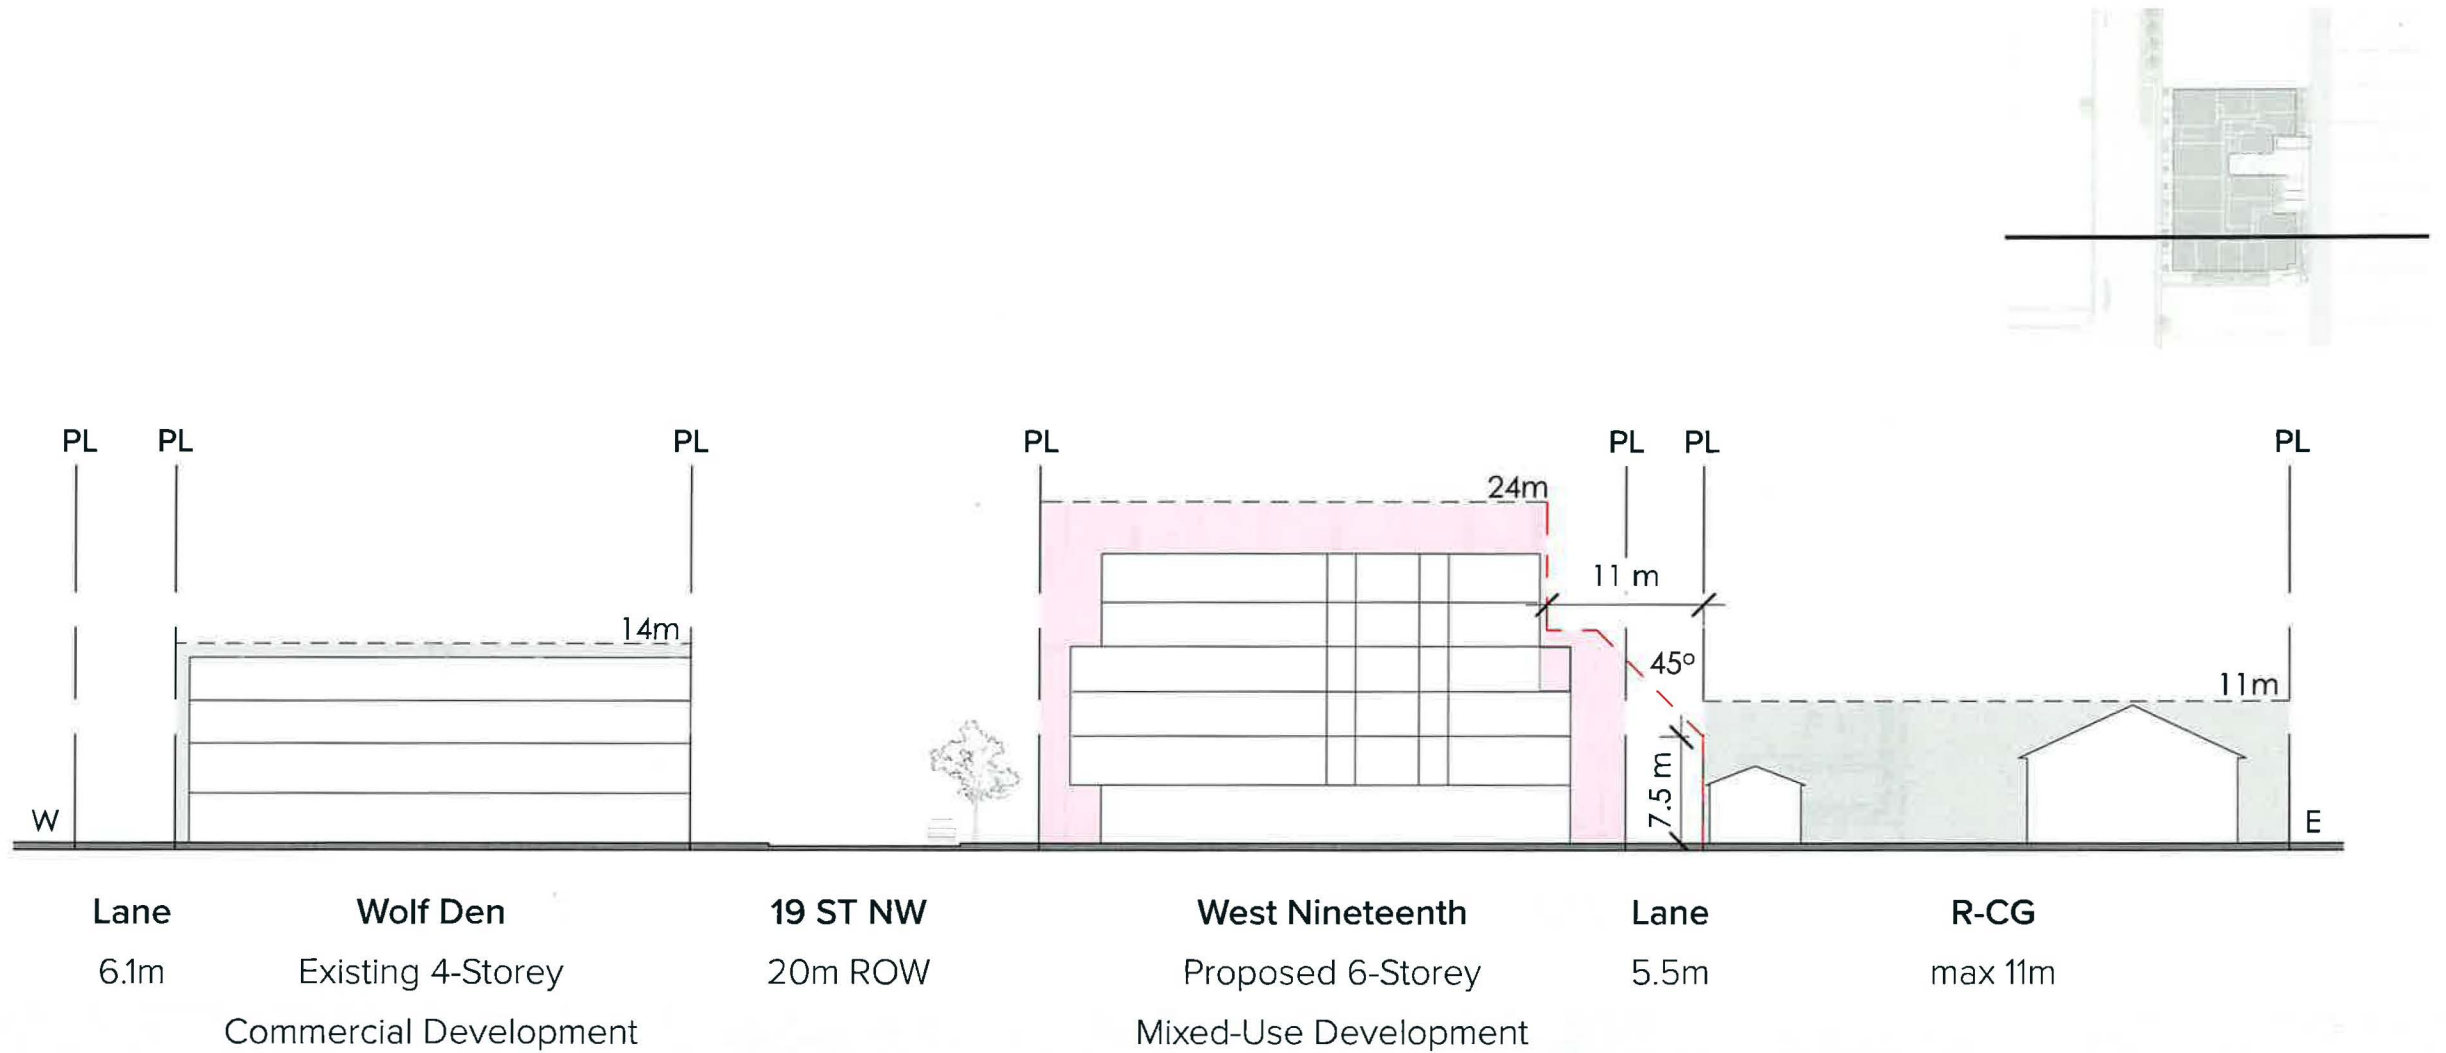 PL PL PL PL PL PL PL
24m
11 m
14m
45°
11m
7.5 m
W E
Lane Wolf Den 19 ST NW West Nineteenth Lane R-CG
6.1m Existing 4-Storey 20m ROW Proposed 6-Storey 5.5m max 11m
Commercial Development Mixed-Use Development